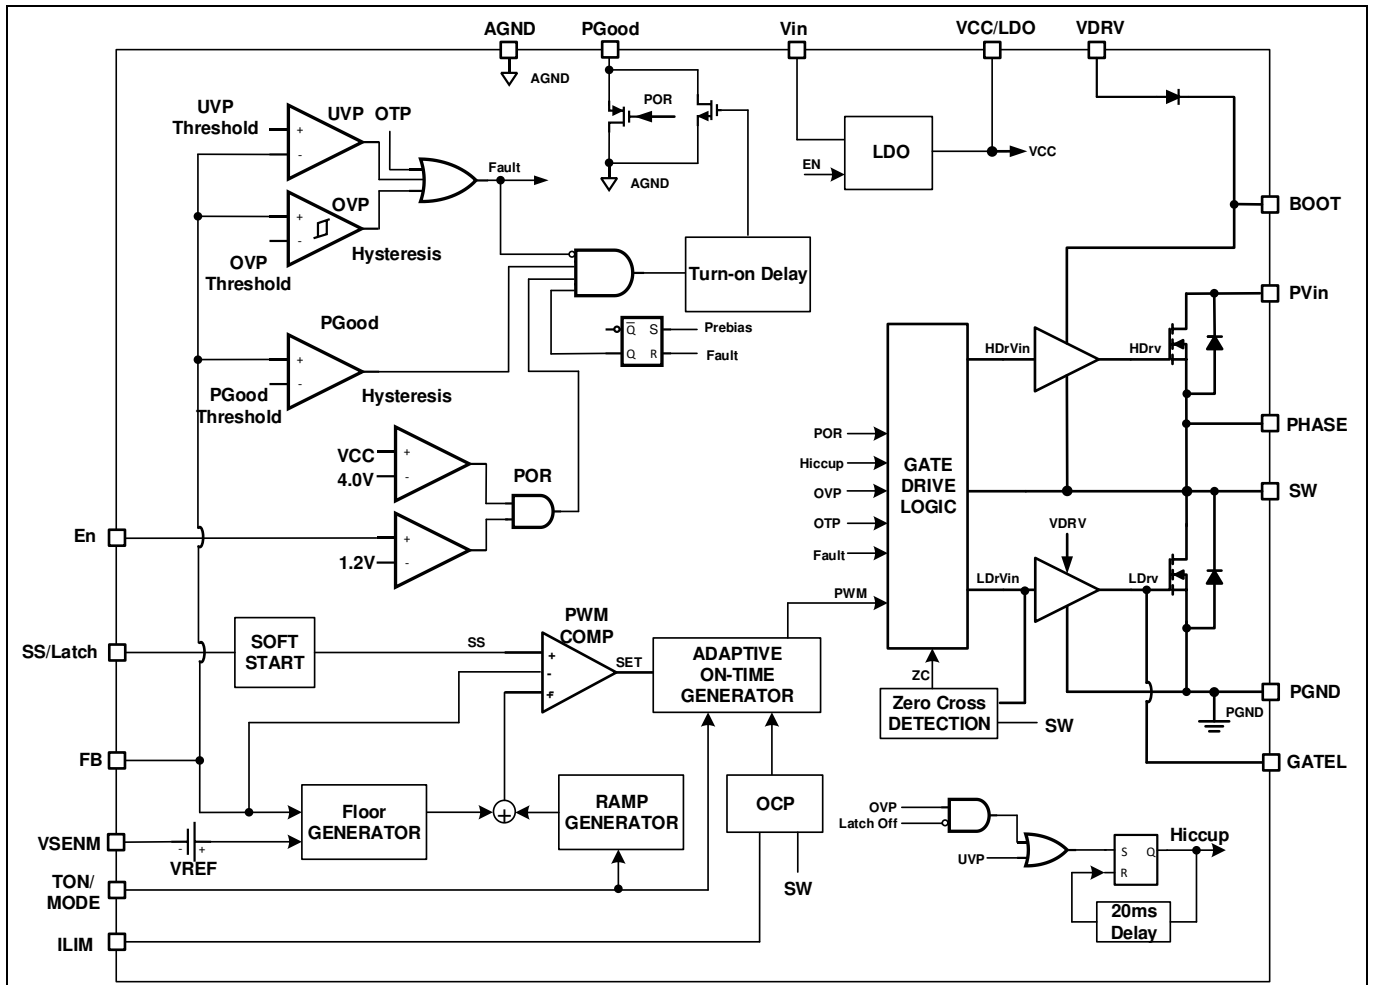 AGND
PGood
Vin
VCC/LDO
VDRV
AGND
UVP
Threshold
UVP
OTP
+
-
Fault
POR
AGND
LDO
EN
VCC
BOOT
OVP
+
-
Hysteresis
OVP
Threshold
Turn-on Delay
PVin
PGood
+
-
Hysteresis
PGood
Threshold
Q
S
Prebias
Q
R
Fault
HDrVin
HDrv
PHASE
VCC
4.0V
+
-
POR
POR
Hiccup
OVP
OTP
Fault
PWM
GATE
DRIVE
LOGIC
SW
En
1.2V
+
-
VDRV
LDrVin
LDrv
SS/Latch
SOFT
START
SS
PWM
COMP
+
-
+
SET
ADAPTIVE
ON-TIME
GENERATOR
ZC
Zero Cross
DETECTION
SW
PGND
PGND
FB
GATEL
Floor
GENERATOR
+
RAMP
GENERATOR
OCP
SW
VSENM
-
+
VREF
TON/
MODE
ILIM
OVP
Latch Off
UVP
S
Q
R
Hiccup
20ms
Delay